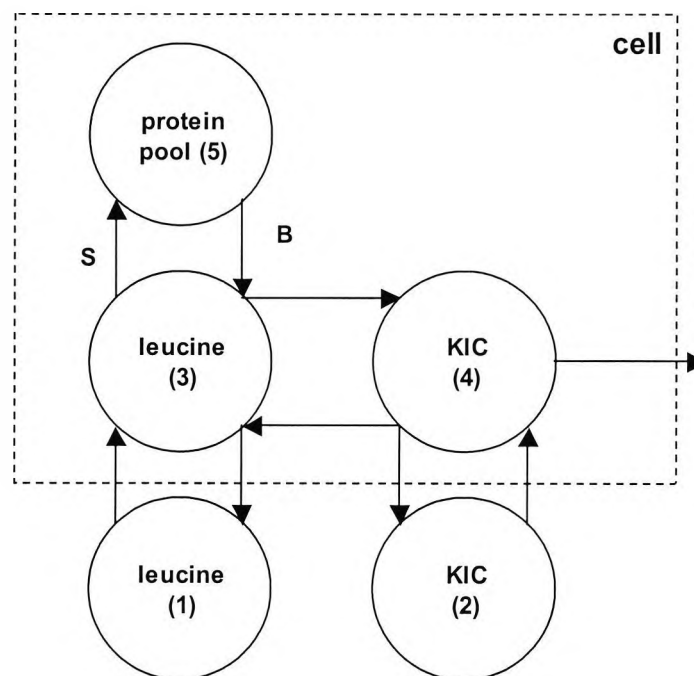 cell
protein
pool (5)
S
B
leucine
(3)
KIC
(4)
leucine
(1)
KIC
(2)